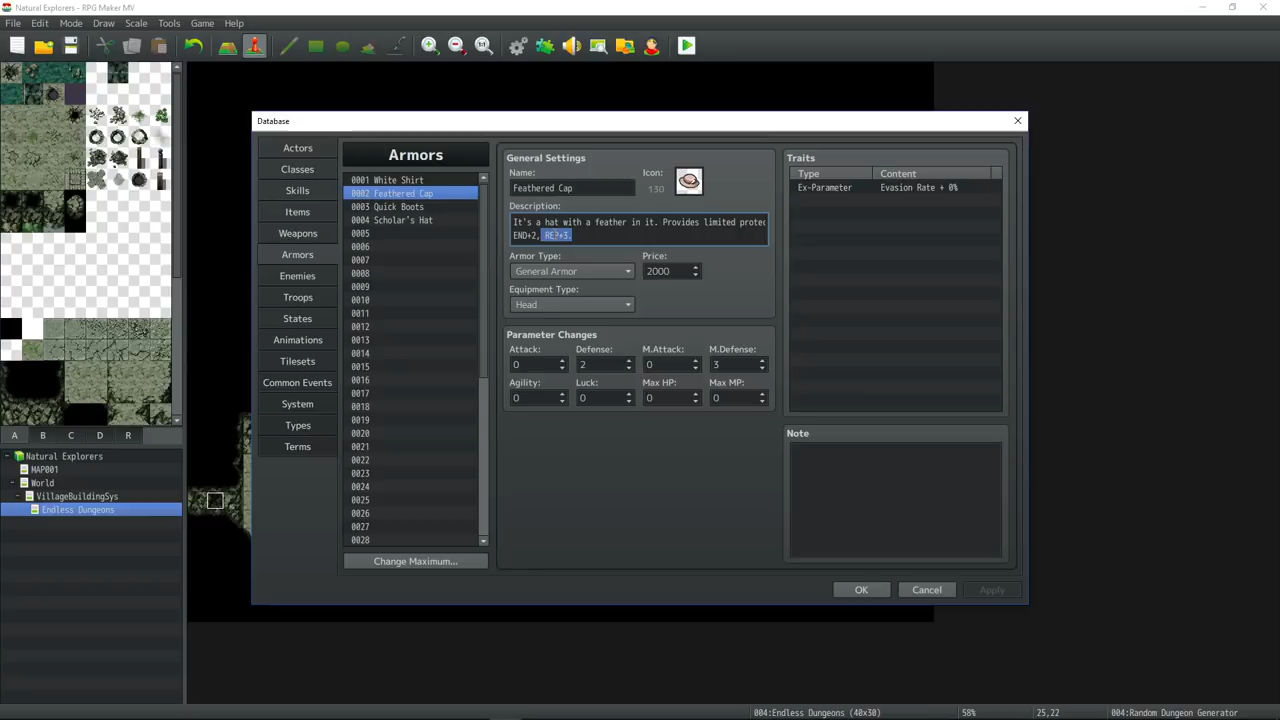 Natural Explorers - RPG Maker MV
File Edit Mode Draw Scale Tools Game Help
Database
Actors
Classes
Skills
Items
Weapons
Armors
Enemies
Troops
States
Animations
Tilesets
Common Events
System
Types
Terms
Armors
0001 White Shirt
0002 Feathered Cap
0003 Quick Boots
0004 Scholar's Hat
0005
0006
0007
0008
0009
0010
0011
0012
0013
0014
0015
0016
0017
0018
0019
0020
0021
0022
0023
0024
0025
0026
0027
0028
Change Maximum...
General Settings
Name: Icon:
Feathered Cap 130
Description:
It's a hat with a feather in it. Provides limited protec
END+2, RES+3.
Armor Type: Price:
General Armor 2000
Equipment Type:
Head
Parameter Changes
Attack: Defense: M.Attack: M.Defense:
0 2 0 3
Agility: Luck: Max HP: Max MP:
0 0 0 0
Traits
Type Content
Ex-Parameter Evasion Rate + 0%
Note
OK Cancel Apply
A B C D R
Natural Explorers
MAP001
World
VillageBuildingSys
Endless Dungeons
004:Endless Dungeons (40x30) 58% 25,22 004:Random Dungeon Generator